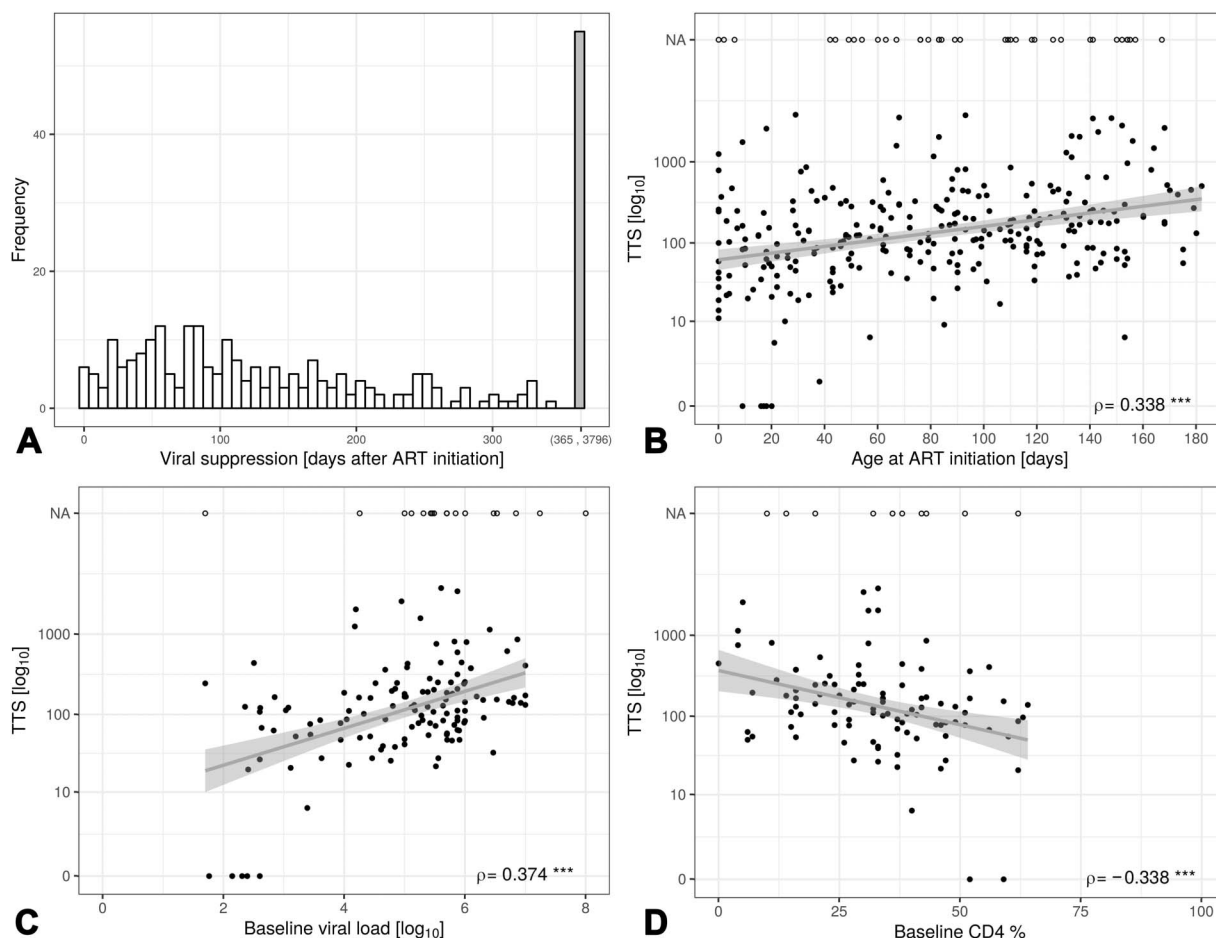 Frequency
40
20
0
0
100
200
300
(365 , 3796)
A
Viral suppression [days after ART initiation]
TTS [log10]
NA
1000
100
10
0
ρ= 0.338 ***
0
20
40
60
80
100
120
140
160
180
B
Age at ART initiation [days]
TTS [log10]
NA
1000
100
10
0
ρ= 0.374 ***
0
2
4
6
8
C
Baseline viral load [log10]
TTS [log10]
NA
1000
100
10
0
ρ= −0.338 ***
0
25
50
75
100
D
Baseline CD4 %